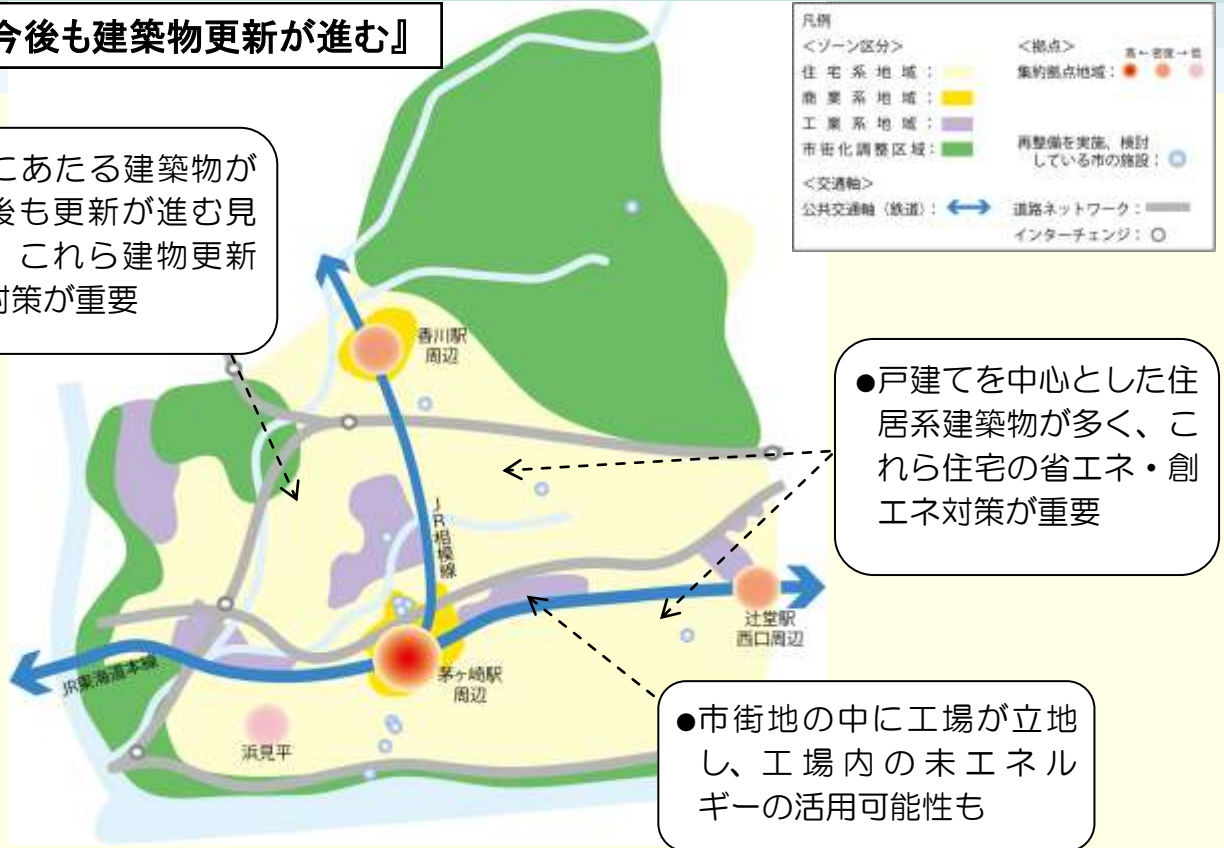 今後も建築物更新が進む』
にあたる建築物が
後も更新が進む見
これら建物更新
対策が重要
凡例
<ゾーン区分>
住宅系地域：
商業系地域：
工業系地域：
市街化調整区域：
<交通軸>
公共交通軸（鉄道）：
<拠点>
高←密度→低
集約拠点地域：
再整備を実施、検討
している市の施設：
道路ネットワーク：
インターチェンジ：
香川駅
周辺
●戸建てを中心とした住
居系建築物が多く、こ
れら住宅の省エネ・創
エネ対策が重要
JR相模線
辻堂駅
西口周辺
JR東海道本線
茅ヶ崎駅
周辺
浜見平
●市街地の中に工場が立地
し、工場内の未エネル
ギーの活用可能性も